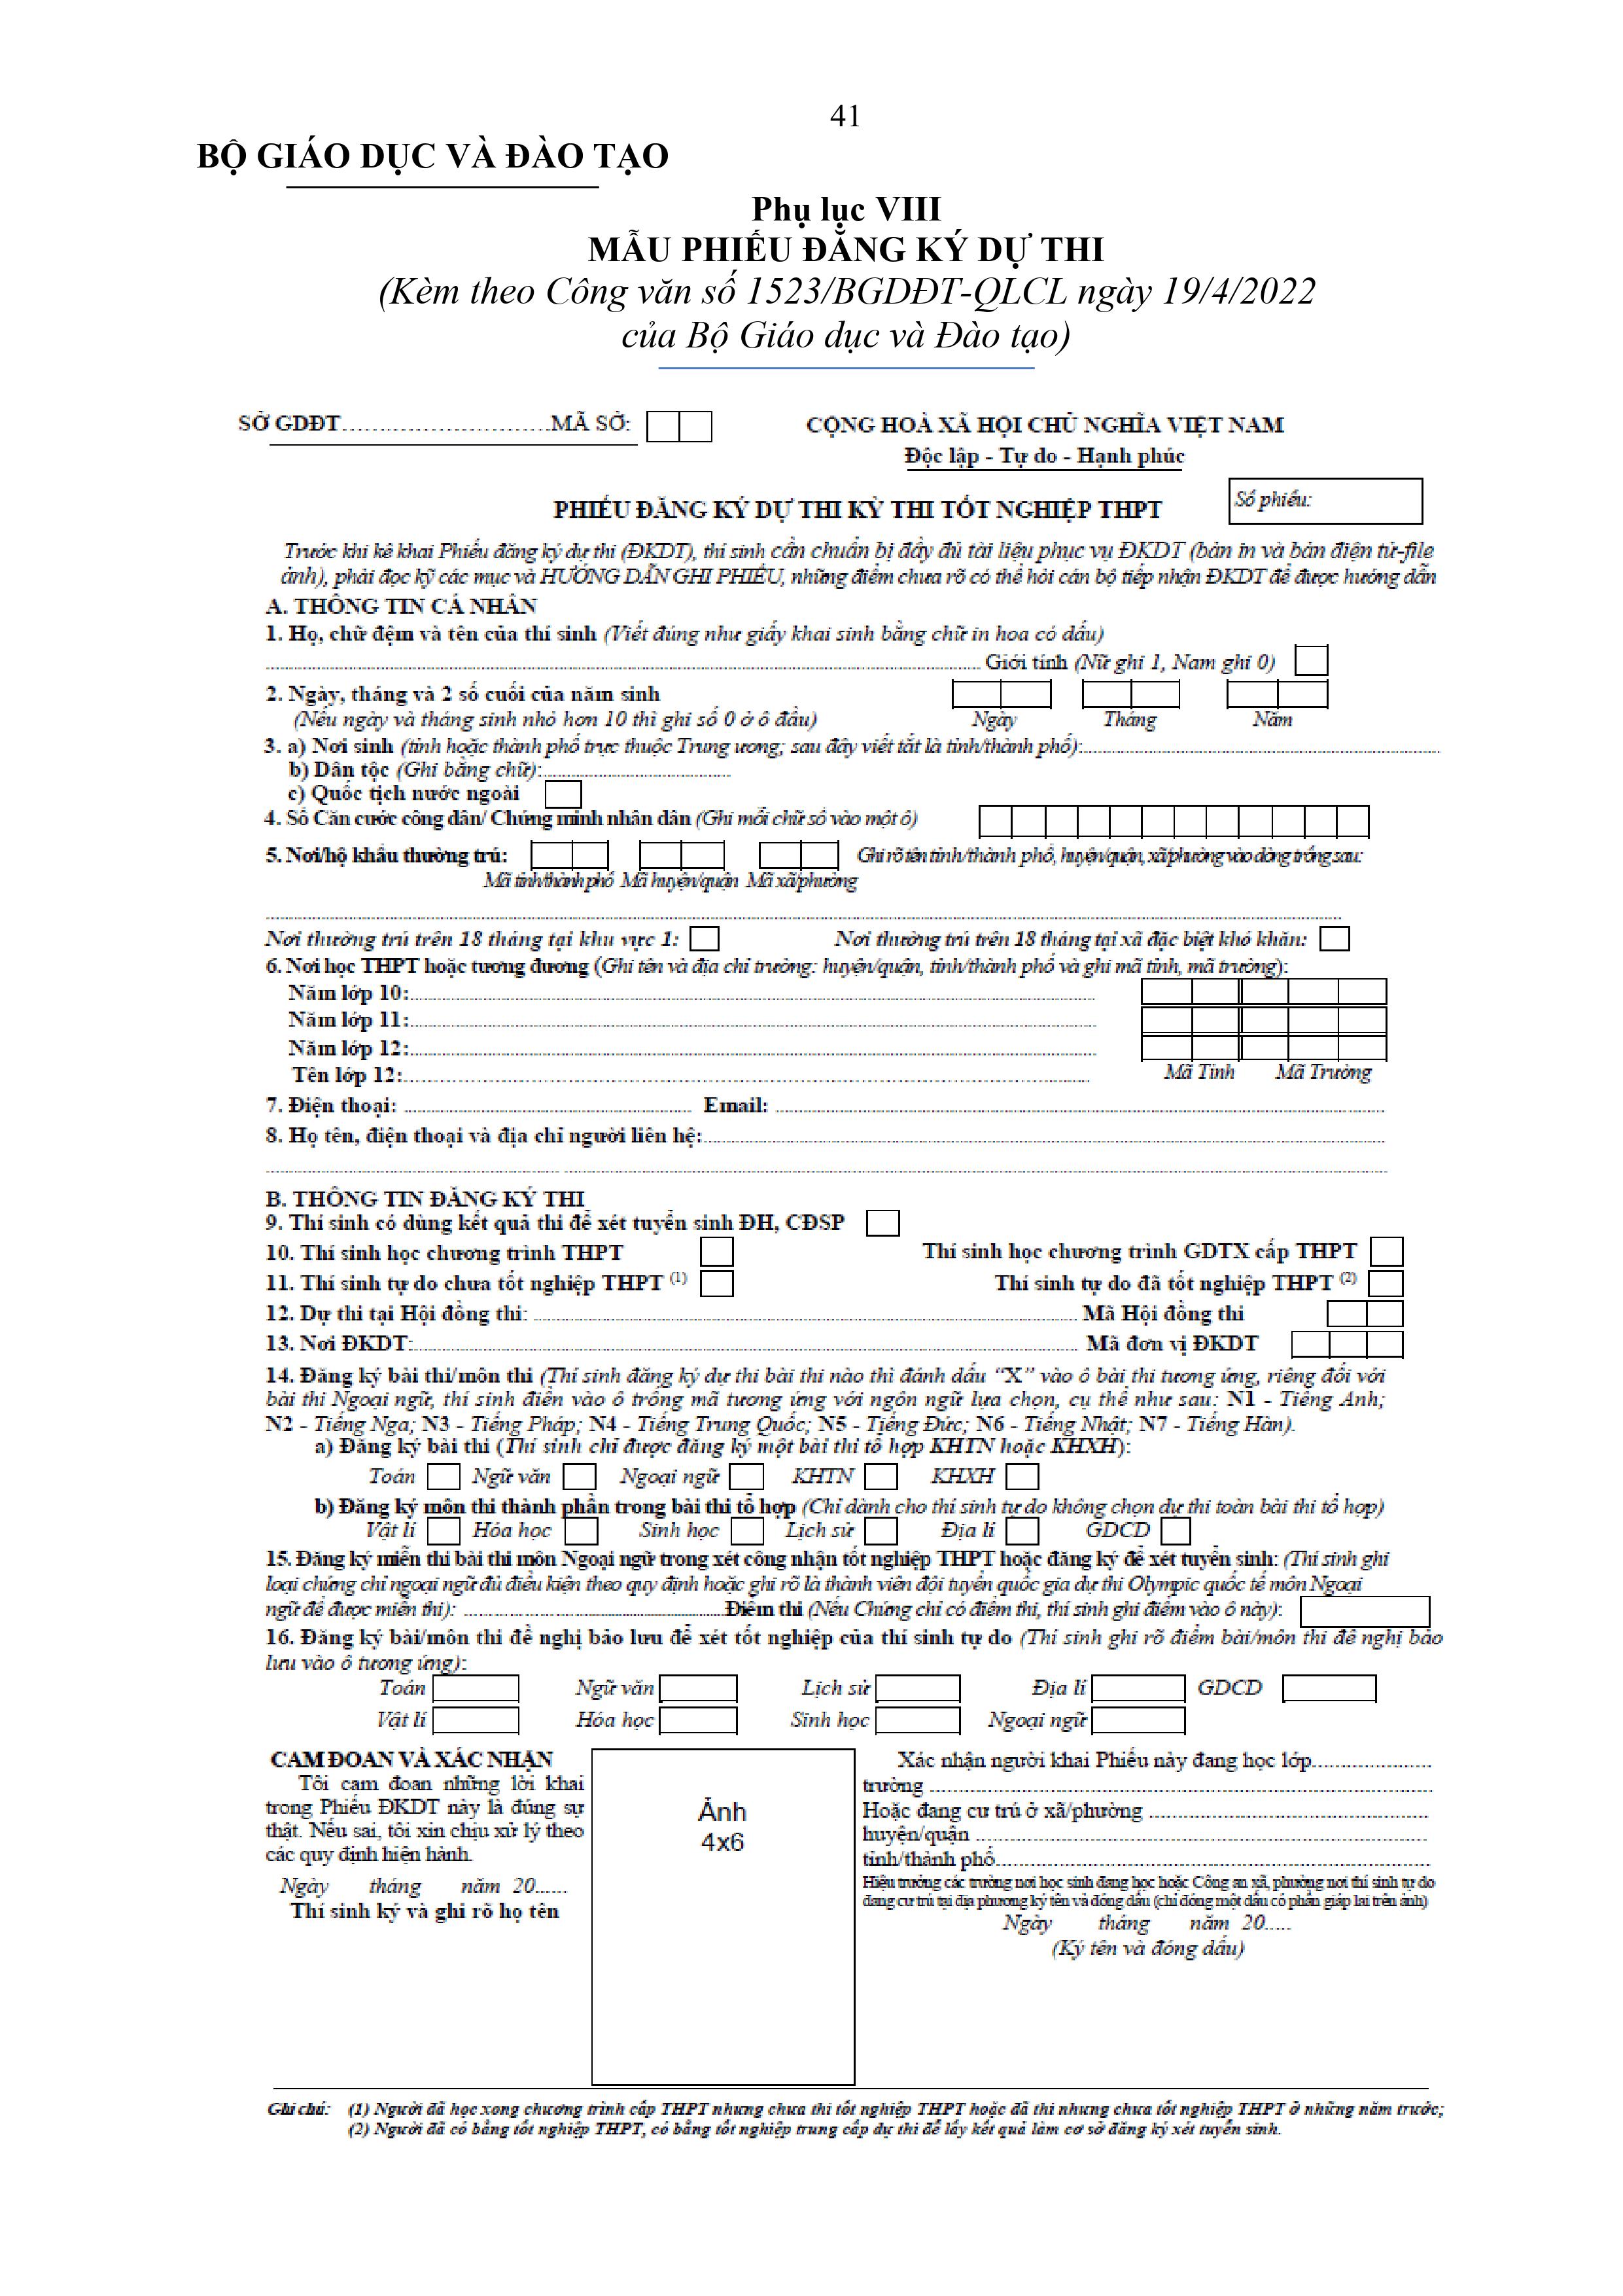 41
BỘ GIÁO DỤC VÀ ĐÀO TẠO
Phụ lục VIII
MẪU PHIẾU ĐĂNG KÝ DỰ THI
(Kèm theo Công văn số 1523/BGDĐT-QLCL ngày 19/4/2022
của Bộ Giáo dục và Đào tạo)
SỞ GDĐT..............................MÃ SỞ:
CỘNG HOÀ XÃ HỘI CHỦ NGHĨA VIỆT NAM
Độc lập - Tự do - Hạnh phúc
Số phiếu:
PHIẾU ĐĂNG KÝ DỰ THI KỲ THI TỐT NGHIỆP THPT
Trước khi kê khai Phiếu đăng ký dự thi (ĐKDT), thí sinh cần chuẩn bị đầy đủ tài liệu phục vụ ĐKDT (bản in và bản điện tử-file
ảnh), phải đọc kỹ các mục và HƯỚNG DẪN GHI PHIẾU, những điểm chưa rõ có thể hỏi cán bộ tiếp nhận ĐKDT để được hướng dẫn
A. THÔNG TIN CÁ NHÂN
1. Họ, chữ đệm và tên của thí sinh (Viết đúng như giấy khai sinh bằng chữ in hoa có dấu)
.............................. Giới tính (Nữ ghi 1, Nam ghi 0)
2. Ngày, tháng và 2 số cuối của năm sinh
(Nếu ngày và tháng sinh nhỏ hơn 10 thì ghi số 0 ở ô đầu) Ngày Tháng Năm
3. a) Nơi sinh (tỉnh hoặc thành phố trực thuộc Trung ương; sau đây viết tắt là tỉnh/thành phố):..............................
b) Dân tộc (Ghi bằng chữ):..............................
c) Quốc tịch nước ngoài
4. Số Căn cước công dân/ Chứng minh nhân dân (Ghi mỗi chữ số vào một ô)
5. Nơi/hộ khẩu thường trú: Ghi rõ tên tỉnh/thành phố, huyện/quận, xã/phường vào dòng trống sau:
Mã tỉnh/thành phố Mã huyện/quận Mã xã/phường
..............................
Nơi thường trú trên 18 tháng tại khu vực 1: Nơi thường trú trên 18 tháng tại xã đặc biệt khó khăn:
6. Nơi học THPT hoặc tương đương (Ghi tên và địa chỉ trường: huyện/quận, tỉnh/thành phố và ghi mã tỉnh, mã trường):
Năm lớp 10:..............................
Năm lớp 11:..............................
Năm lớp 12:..............................
Tên lớp 12:.............................. Mã Tỉnh Mã Trường
7. Điện thoại: .............................. Email: ..............................
8. Họ tên, điện thoại và địa chỉ người liên hệ:..............................
..............................
B. THÔNG TIN ĐĂNG KÝ THI
9. Thí sinh có dùng kết quả thi để xét tuyển sinh ĐH, CĐSP
10. Thí sinh học chương trình THPT Thí sinh học chương trình GDTX cấp THPT
11. Thí sinh tự do chưa tốt nghiệp THPT (1) Thí sinh tự do đã tốt nghiệp THPT (2)
12. Dự thi tại Hội đồng thi: .............................. Mã Hội đồng thi
13. Nơi ĐKDT:.............................. Mã đơn vị ĐKDT
14. Đăng ký bài thi/môn thi (Thí sinh đăng ký dự thi bài thi nào thì đánh dấu “X” vào ô bài thi tương ứng, riêng đối với
bài thi Ngoại ngữ, thí sinh điền vào ô trống mã tương ứng với ngôn ngữ lựa chọn, cụ thể như sau: N1 - Tiếng Anh;
N2 - Tiếng Nga; N3 - Tiếng Pháp; N4 - Tiếng Trung Quốc; N5 - Tiếng Đức; N6 - Tiếng Nhật; N7 - Tiếng Hàn).
a) Đăng ký bài thi (Thí sinh chỉ được đăng ký một bài thi tổ hợp KHTN hoặc KHXH):
Toán Ngữ văn Ngoại ngữ KHTN KHXH
b) Đăng ký môn thi thành phần trong bài thi tổ hợp (Chỉ dành cho thí sinh tự do không chọn dự thi toàn bài thi tổ hợp)
Vật lí Hóa học Sinh học Lịch sử Địa lí GDCD
15. Đăng ký miễn thi bài thi môn Ngoại ngữ trong xét công nhận tốt nghiệp THPT hoặc đăng ký để xét tuyển sinh: (Thí sinh ghi
loại chứng chỉ ngoại ngữ đủ điều kiện theo quy định hoặc ghi rõ là thành viên đội tuyển quốc gia dự thi Olympic quốc tế môn Ngoại
ngữ để được miễn thi): ..............................Điểm thi (Nếu Chứng chỉ có điểm thi, thí sinh ghi điểm vào ô này):
16. Đăng ký bài/môn thi đề nghị bảo lưu để xét tốt nghiệp của thí sinh tự do (Thí sinh ghi rõ điểm bài/môn thi đề nghị bảo
lưu vào ô tương ứng):
Toán Ngữ văn Lịch sử Địa lí GDCD
Vật lí Hóa học Sinh học Ngoại ngữ
CAM ĐOAN VÀ XÁC NHẬN
Tôi cam đoan những lời khai
trong Phiếu ĐKDT này là đúng sự
thật. Nếu sai, tôi xin chịu xử lý theo
các quy định hiện hành.
Ngày tháng năm 20......
Thí sinh ký và ghi rõ họ tên
Ảnh
4x6
Xác nhận người khai Phiếu này đang học lớp......................
trường ..............................
Hoặc đang cư trú ở xã/phường ..............................
huyện/quận ..............................
tỉnh/thành phố..............................
Hiệu trưởng các trường nơi học sinh đang học hoặc Công an xã, phường nơi thí sinh tự do
đang cư trú tại địa phương ký tên và đóng dấu (chỉ đóng một dấu có phần giáp lai trên ảnh)
Ngày tháng năm 20.....
(Ký tên và đóng dấu)
Ghi chú: (1) Người đã học xong chương trình cấp THPT nhưng chưa thi tốt nghiệp THPT hoặc đã thi nhưng chưa tốt nghiệp THPT ở những năm trước;
(2) Người đã có bằng tốt nghiệp THPT, có bằng tốt nghiệp trung cấp dự thi để lấy kết quả làm cơ sở đăng ký xét tuyển sinh.